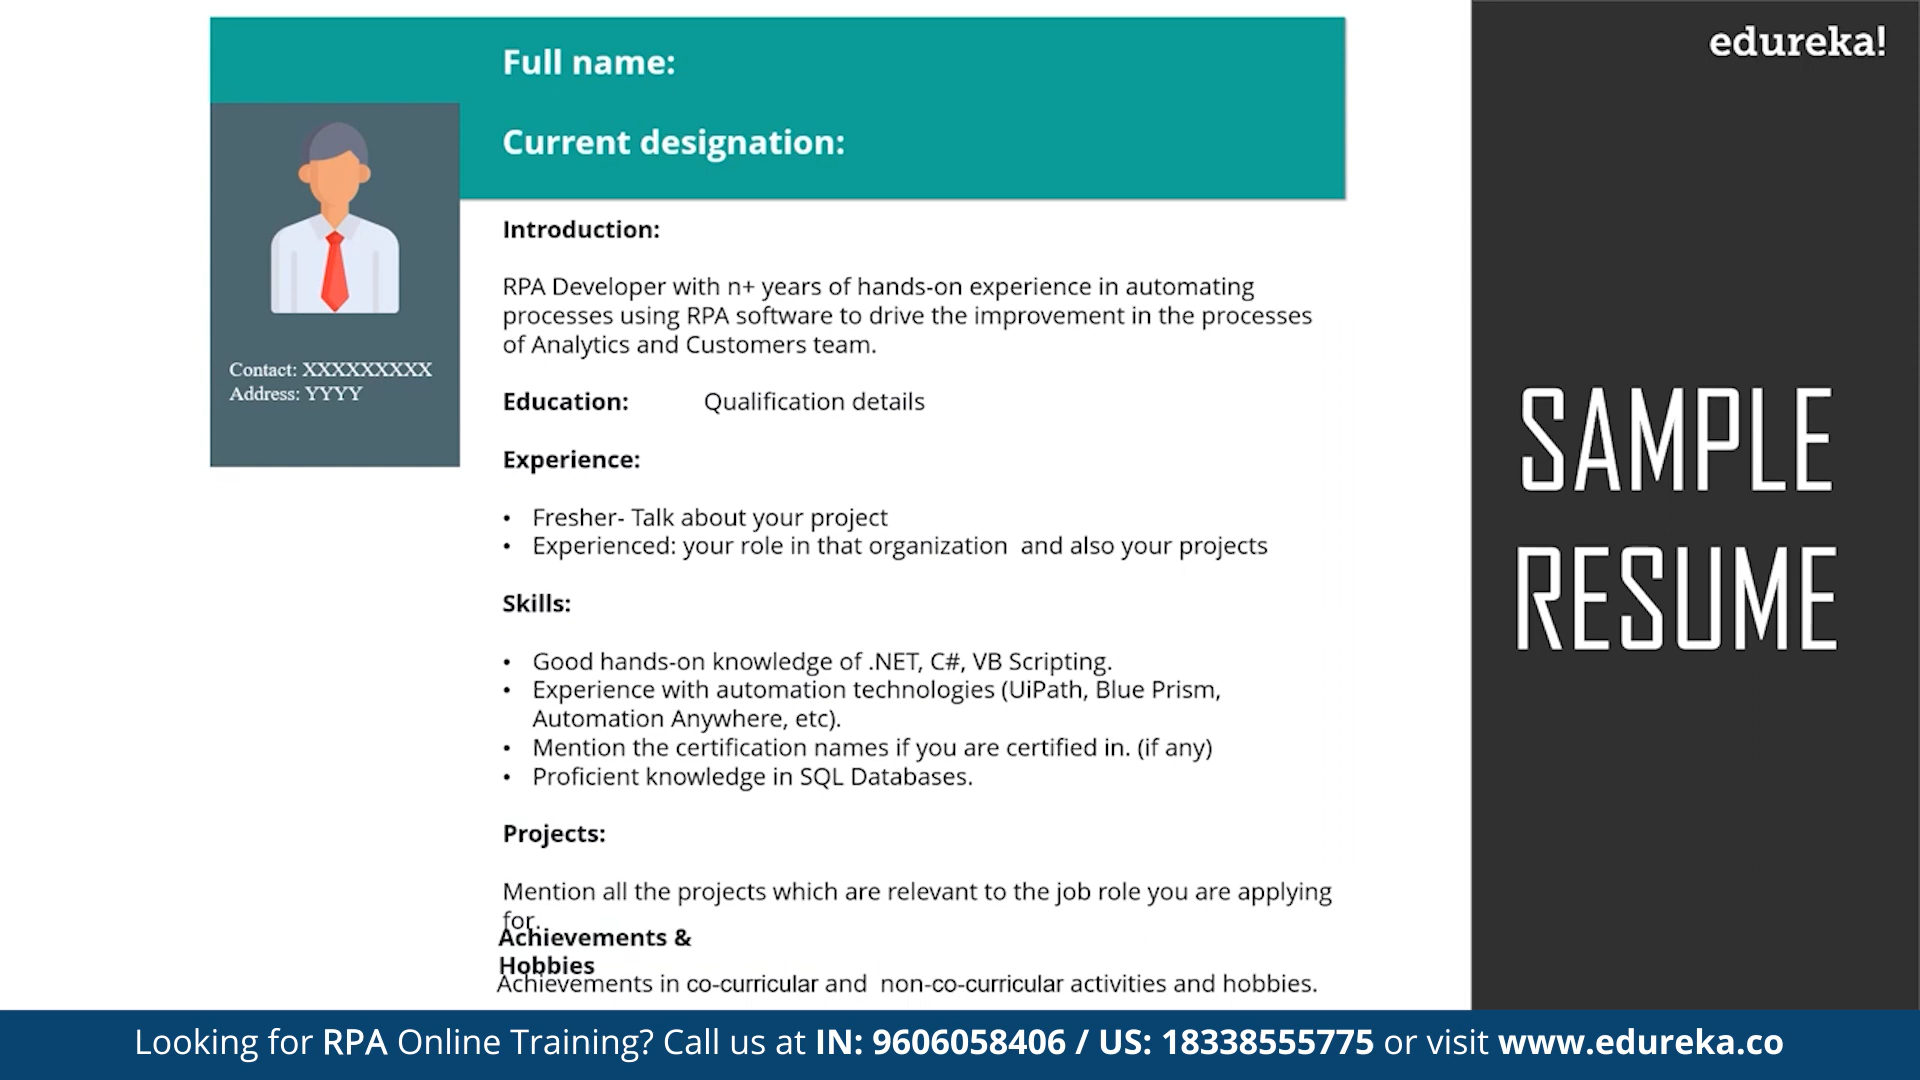 edureka!
Full name:
Current designation:
Contact: XXXXXXXXX
Address: YYYY
Introduction:
RPA Developer with n+ years of hands-on experience in automating
processes using RPA software to drive the improvement in the processes
of Analytics and Customers team.
Education: Qualification details
Experience:
• Fresher- Talk about your project
• Experienced: your role in that organization  and also your projects
Skills:
• Good hands-on knowledge of .NET, C#, VB Scripting.
• Experience with automation technologies (UiPath, Blue Prism,
Automation Anywhere, etc).
• Mention the certification names if you are certified in. (if any)
• Proficient knowledge in SQL Databases.
Projects:
Mention all the projects which are relevant to the job role you are applying
for.
Achievements &
Hobbies
Achievements in co-curricular and  non-co-curricular activities and hobbies.
SAMPLE
RESUME
Looking for RPA Online Training? Call us at IN: 9606058406 / US: 18338555775 or visit www.edureka.co